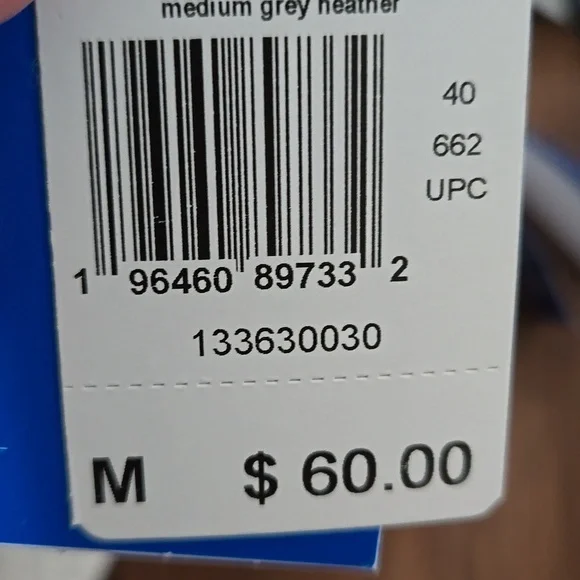 medium grey heather
40
662
UPC
1 96460 89733 2
133630030
M $ 60.00